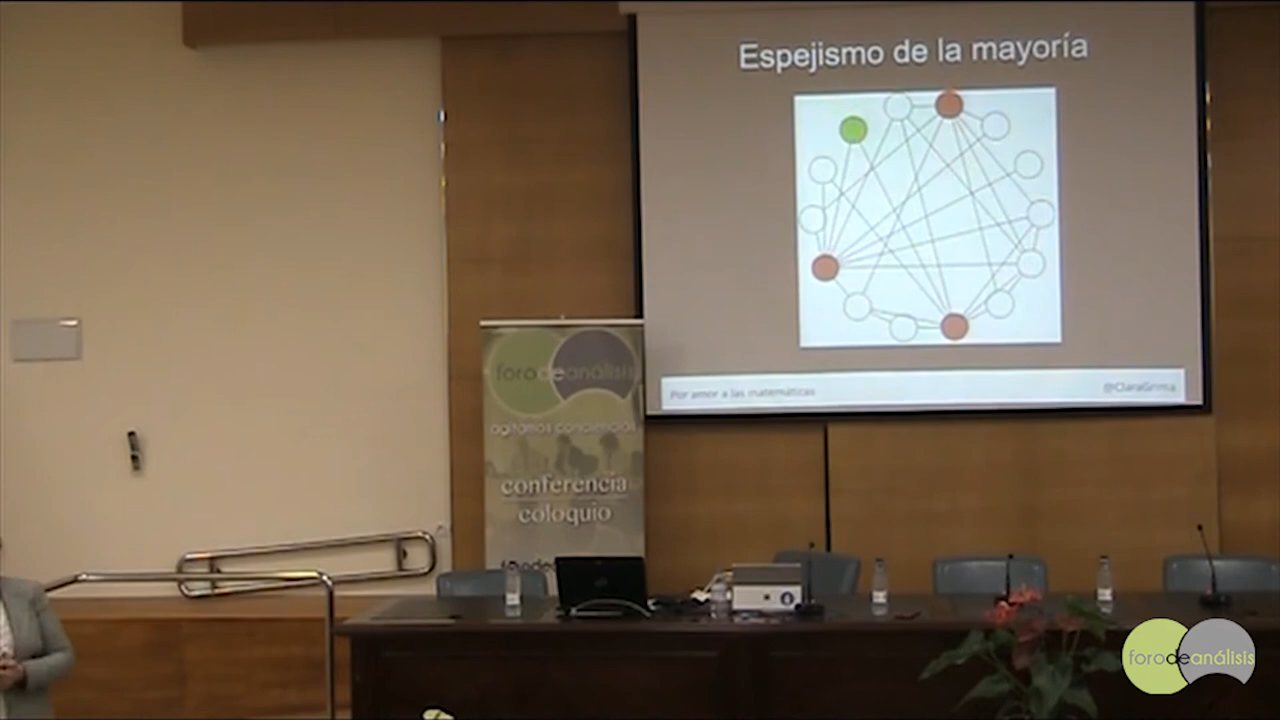 Espejismo de la mayoría
Por amor a las matemáticas
@ClaraGrima
forodeanálisis
agitamos conciencias
conferencia
coloquio
forodeanálisis